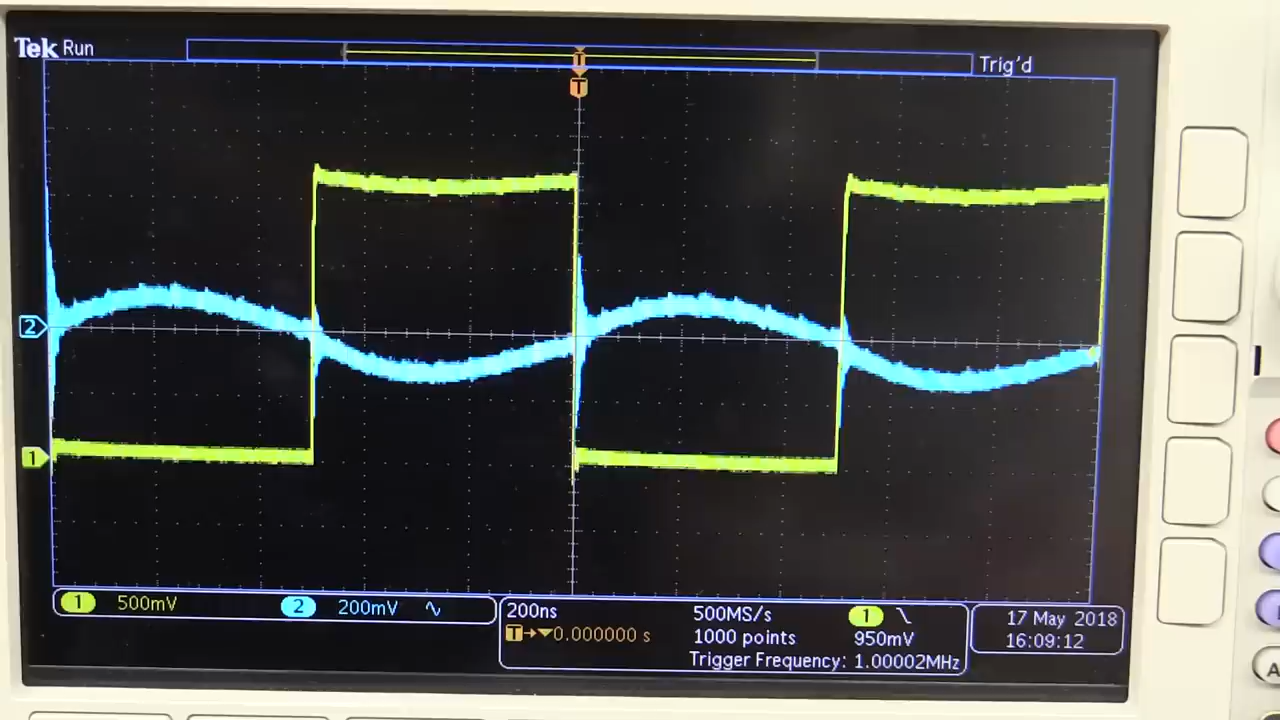 Tek Run
Trig'd
T
T
2
1
1 500mV
2 200mV
200ns
T 0.000000 s
500MS/s
1000 points
1
950mV
Trigger Frequency: 1.00002MHz
17 May 2018
16:09:12
A